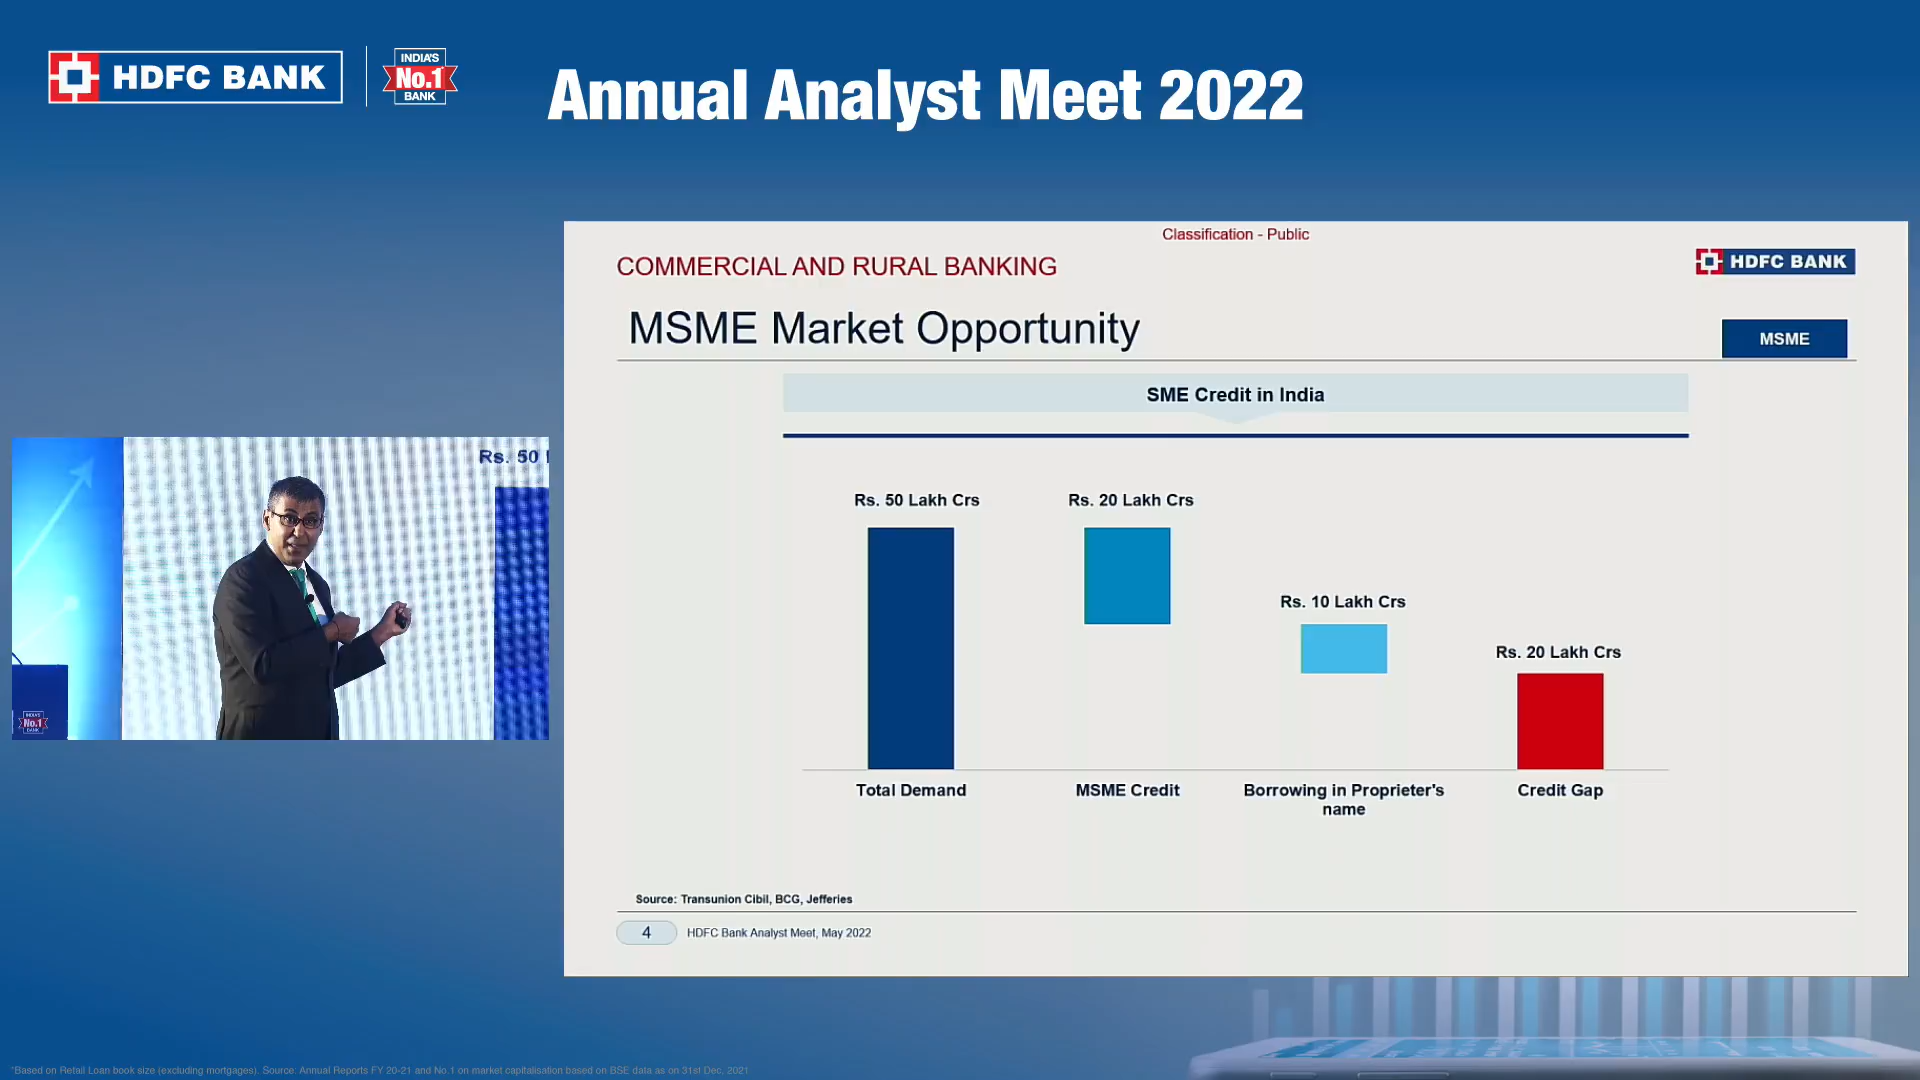 HDFC BANK
INDIA'S
No.1
BANK
Annual Analyst Meet 2022
Classification - Public
COMMERCIAL AND RURAL BANKING
HDFC BANK
MSME Market Opportunity
MSME
SME Credit in India
Rs. 50 Lakh Crs
Rs. 20 Lakh Crs
Rs. 10 Lakh Crs
Rs. 20 Lakh Crs
Total Demand
MSME Credit
Borrowing in Proprieter's
name
Credit Gap
Source: Transunion Cibil, BCG, Jefferies
4
HDFC Bank Analyst Meet, May 2022
Rs. 50
INDIA'S
No.1
BANK
*Based on Retail Loan book size (excluding mortgages). Source: Annual Reports FY 20-21 and No.1 on market capitalisation based on BSE data as on 31st Dec, 2021